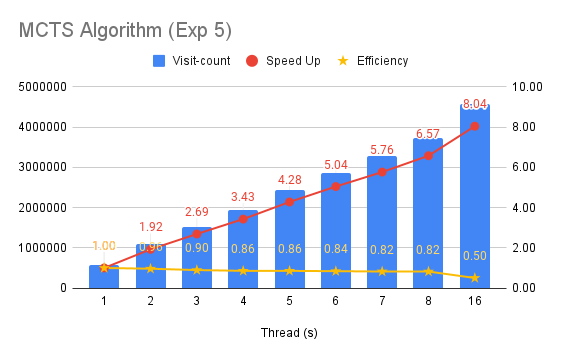 MCTS Algorithm (Exp 5)
Visit-count Speed Up Efficiency
5000000 10.00
4000000 8.00
3000000 6.00
2000000 4.00
1000000 2.00
0 0.00
1.00 1.92 2.69 3.43 4.28 5.04 5.76 6.57 8.04
0.96 0.90 0.86 0.86 0.84 0.82 0.82 0.50
1 2 3 4 5 6 7 8 16
Thread (s)